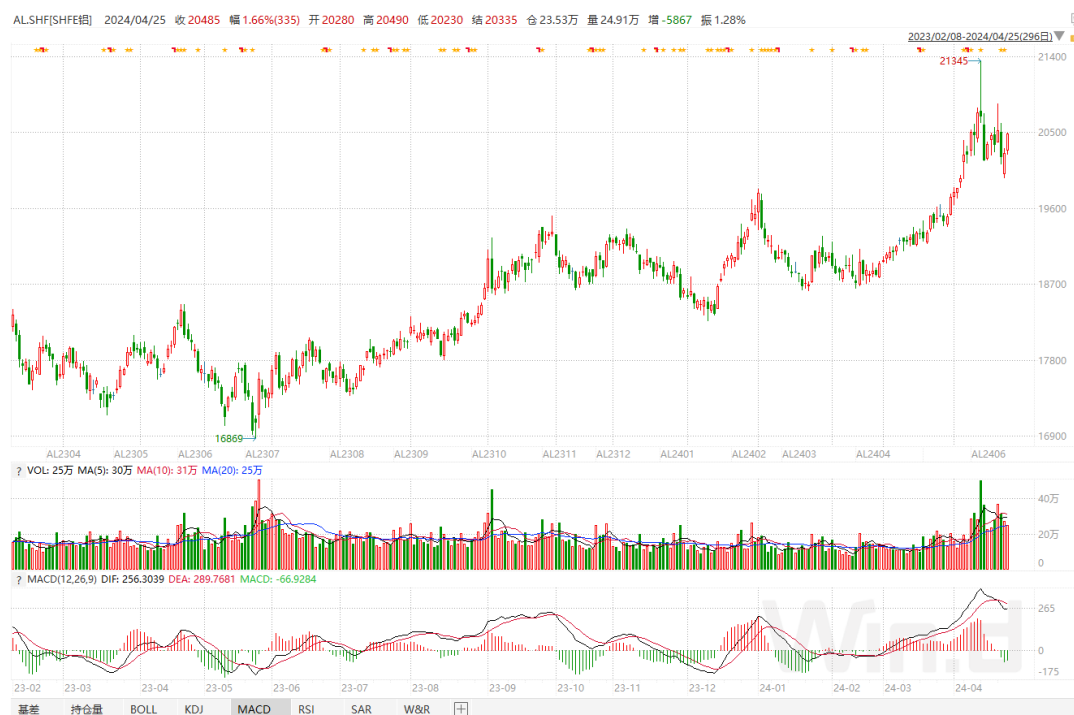 AL.SHF[SHFE铝] 2024/04/25 收 20485 幅 1.66%(335) 开 20280 高 20490 低 20230 结 20335 仓 23.53万 量 24.91万 增 -5867 振 1.28%
2023/02/08-2024/04/25(296日)
21400
21345
20500
19600
18700
17800
16900
16869
AL2304 AL2305 AL2306 AL2307 AL2308 AL2309 AL2310 AL2311 AL2312 AL2401 AL2402 AL2403 AL2404 AL2406
? VOL: 25万 MA(5): 30万 MA(10): 31万 MA(20): 25万
40万
20万
0
? MACD(12,26,9) DIF: 256.3039 DEA: 289.7681 MACD: -66.9284
265
0
-175
Win.d
23-02 23-03 23-04 23-05 23-06 23-07 23-08 23-09 23-10 23-11 23-12 24-01 24-02 24-03 24-04
基差 持仓量 BOLL KDJ MACD RSI SAR W&R